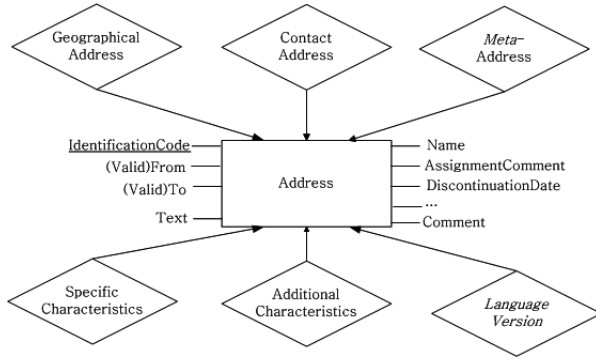 Geographical
Address
Contact
Address
Meta-
Address
IdentificationCode
(Valid)From
(Valid)To
Text
Address
Name
AssignmentComment
DiscontinuationDate
...
Comment
Specific
Characteristics
Additional
Characteristics
Language
Version